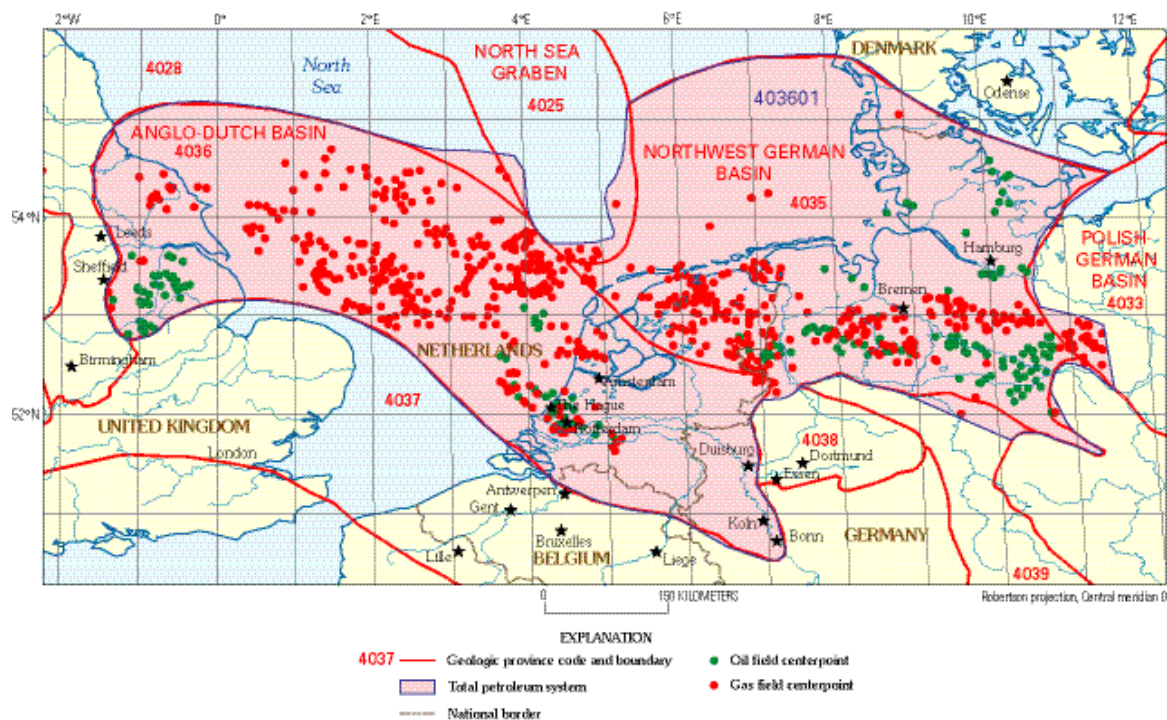 2°W 0° 2°E 4°E 6°E 8°E 10°E 12°E
DENMARK
NORTH SEA
GRABEN
4025
4028
North
Sea
Odense
403601
ANGLO-DUTCH BASIN
4036
NORTHWEST GERMAN
BASIN
4035
54°N
Leeds
Sheffield
Hamburg
POLISH
GERMAN
BASIN
4033
Bremen
NETHERLANDS
Birmingham
Amsterdam
52°N
4037
The Hague
Rotterdam
UNITED KINGDOM
London
4038
Duisburg
Dortmund
Essen
Antwerpen
Gent
Koln
Bonn
GERMANY
Bruxelles
BELGIUM
Lille
Liege
4039
0 150 KILOMETERS
Robertson projection, Central meridian 0
EXPLANATION
4037 Geologic province code and boundary
Total petroleum system
National border
Oil field centerpoint
Gas field centerpoint